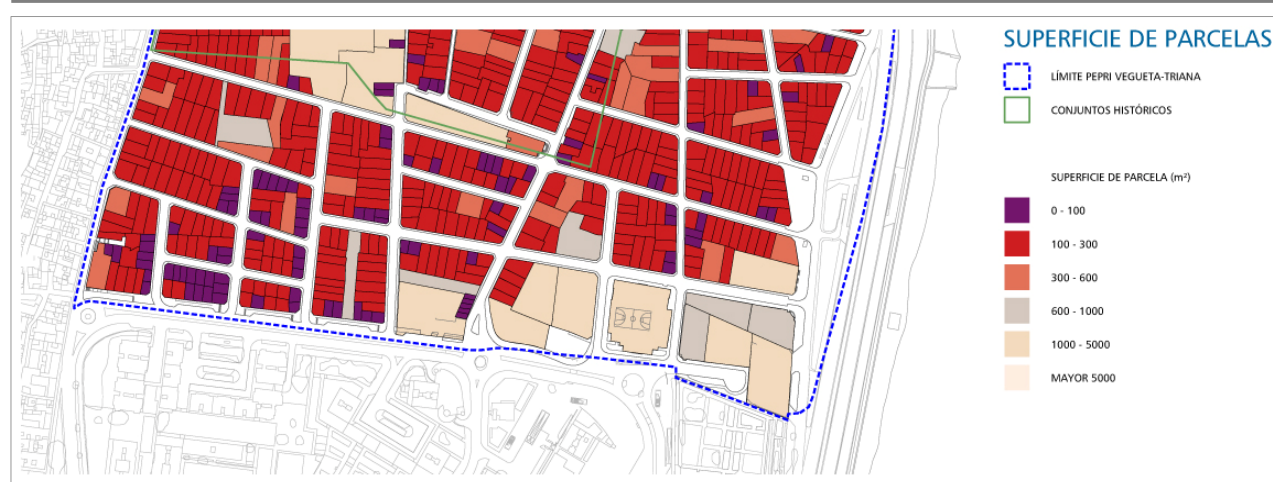 SUPERFICIE DE PARCELAS
LÍMITE PEPRI VEGUETA-TRIANA
CONJUNTOS HISTÓRICOS
SUPERFICIE DE PARCELA (m²)
0 - 100
100 - 300
300 - 600
600 - 1000
1000 - 5000
MAYOR 5000